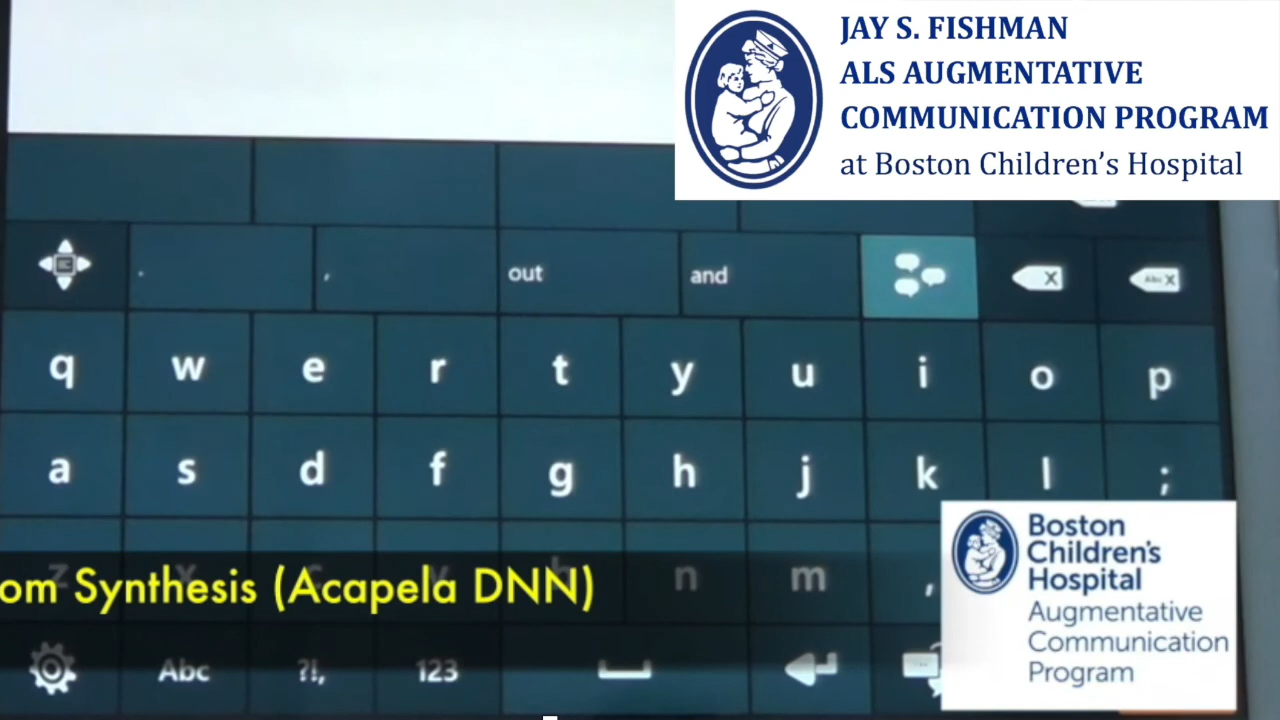 JAY S. FISHMAN
ALS AUGMENTATIVE
COMMUNICATION PROGRAM
at Boston Children's Hospital
. , out and X Abc X
q w e r t y u i o p
a s d f g h j k l ;
z x c v b n m ,
om Synthesis (Acapela DNN)
Abc ?!, 123
Boston
Children's
Hospital
Augmentative
Communication
Program